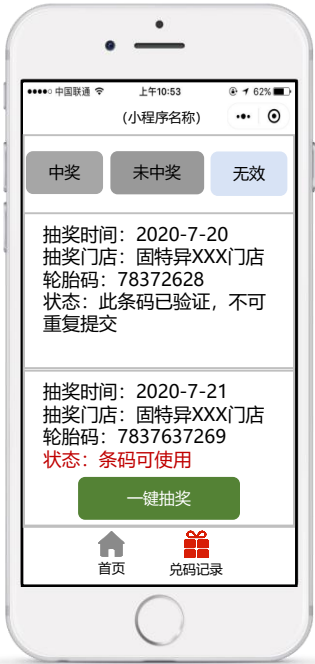 中国联通 上午10:53 62%
(小程序名称)
中奖 未中奖 无效
抽奖时间：2020-7-20
抽奖门店：固特异XXX门店
轮胎码：78372628
状态：此条码已验证，不可
重复提交
抽奖时间：2020-7-21
抽奖门店：固特异XXX门店
轮胎码：7837637269
状态：条码可使用
一键抽奖
首页 兑码记录